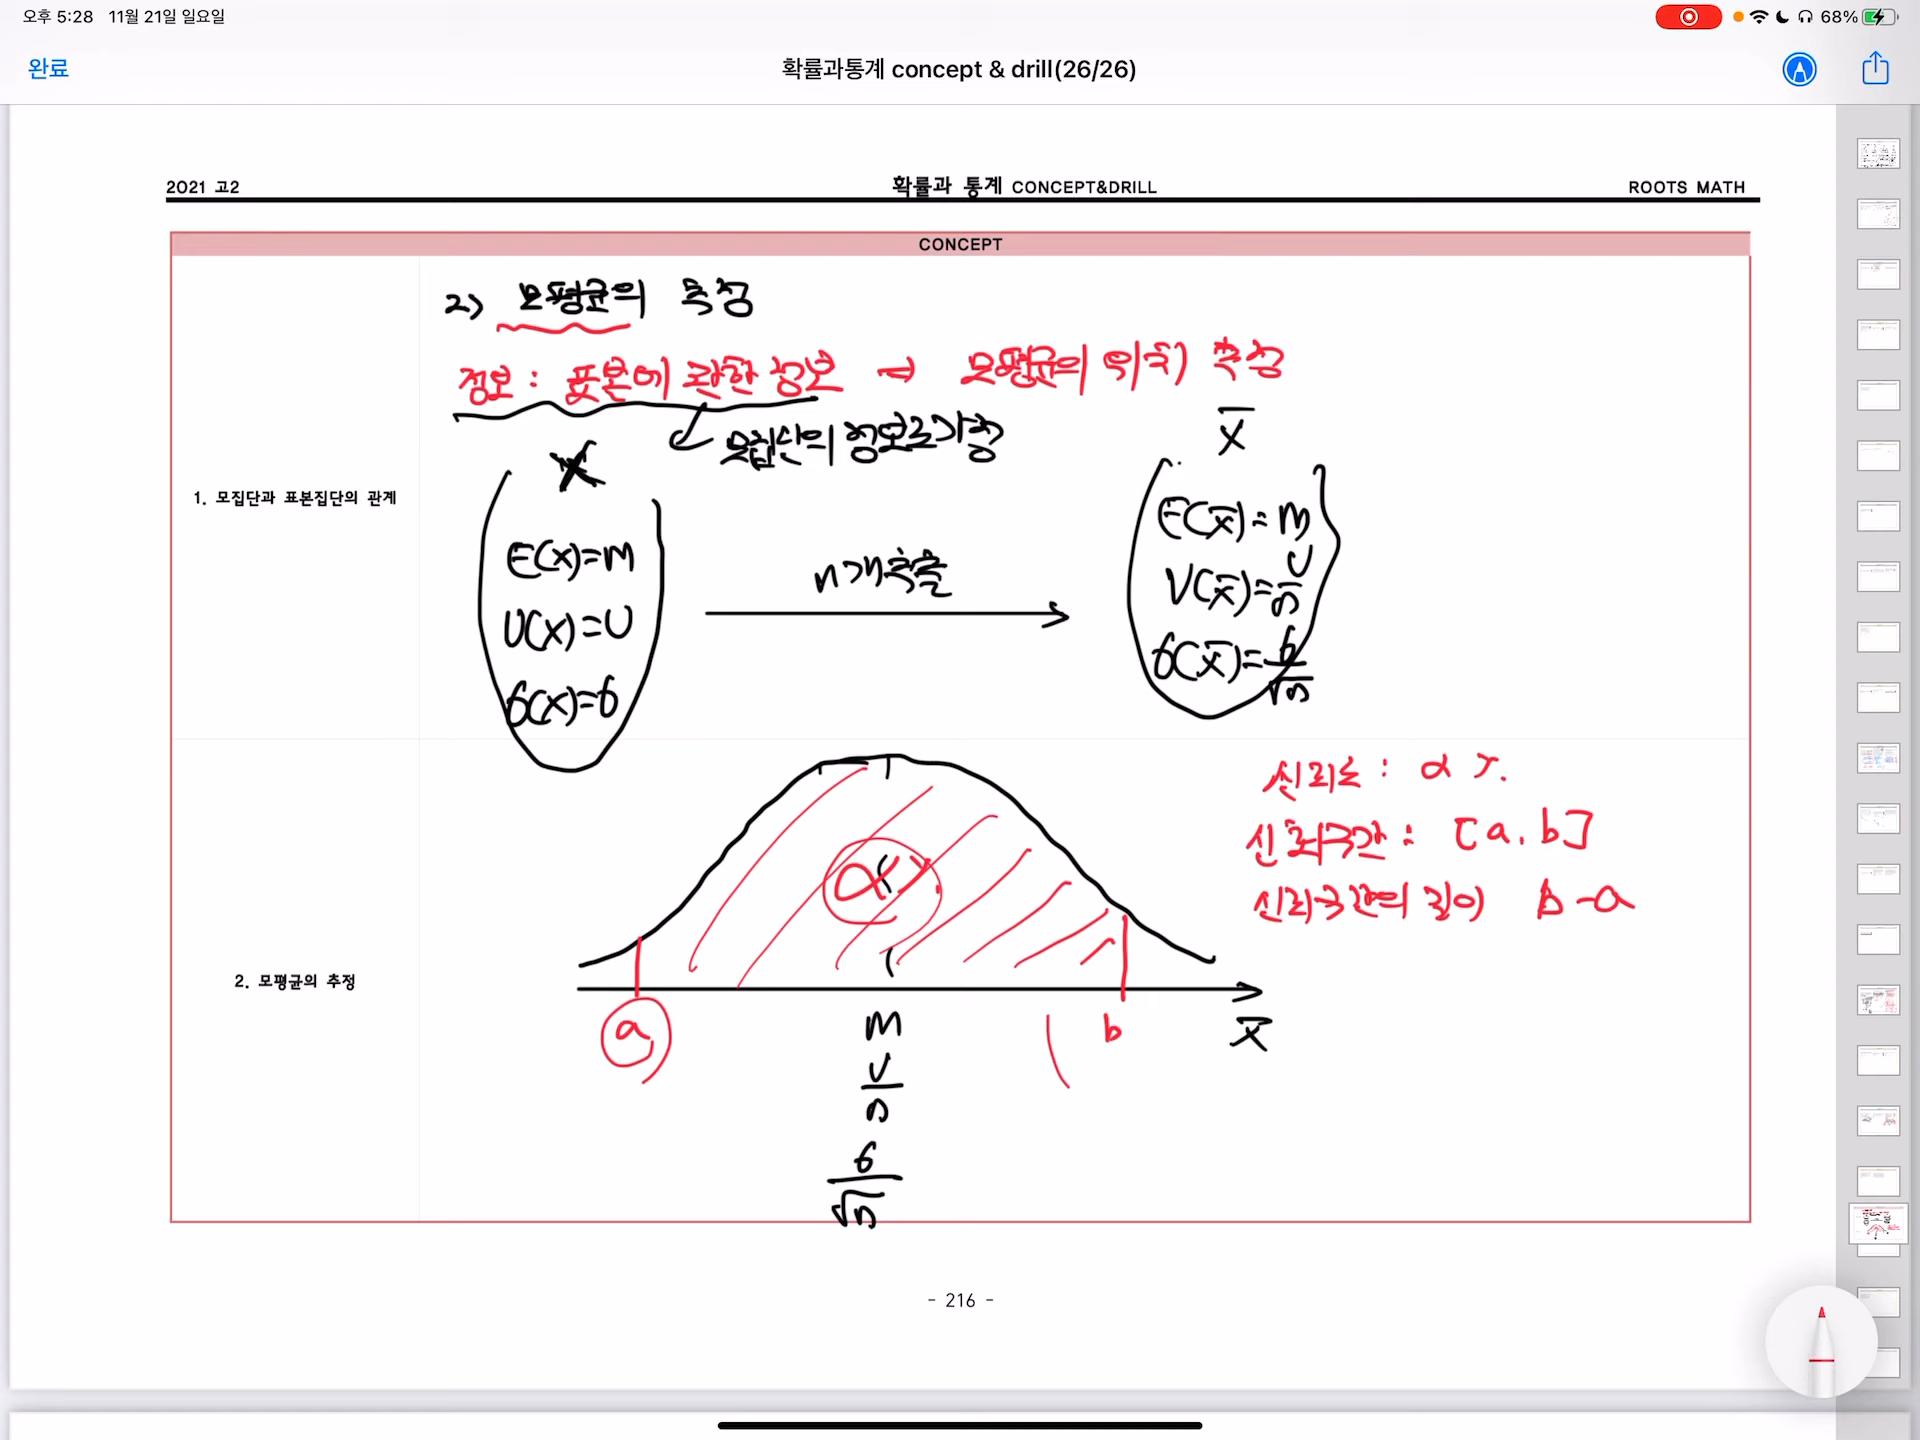 오후 5:28 11월 21일 일요일
68%
완료
확률과통계 concept & drill(26/26)
2021 고2
확률과 통계 CONCEPT&DRILL
ROOTS MATH
CONCEPT
2) 모평균의 추정
정보 : 표본에 관한 정보 ⇒ 모평균의 위치 추정
모집단의 정보로 가정
1. 모집단과 표본집단의 관계
X
E(X)=m
V(X)=V
σ(X)=σ
n개 추출
X̄
E(X̄)=m
V(X̄)=V/n
σ(X̄)=σ/√n
2. 모평균의 추정
α%
a
b
m
V/n
σ/√n
X̄
신뢰도 : α %
신뢰구간 : [a, b]
신뢰구간의 길이 b-a
- 216 -